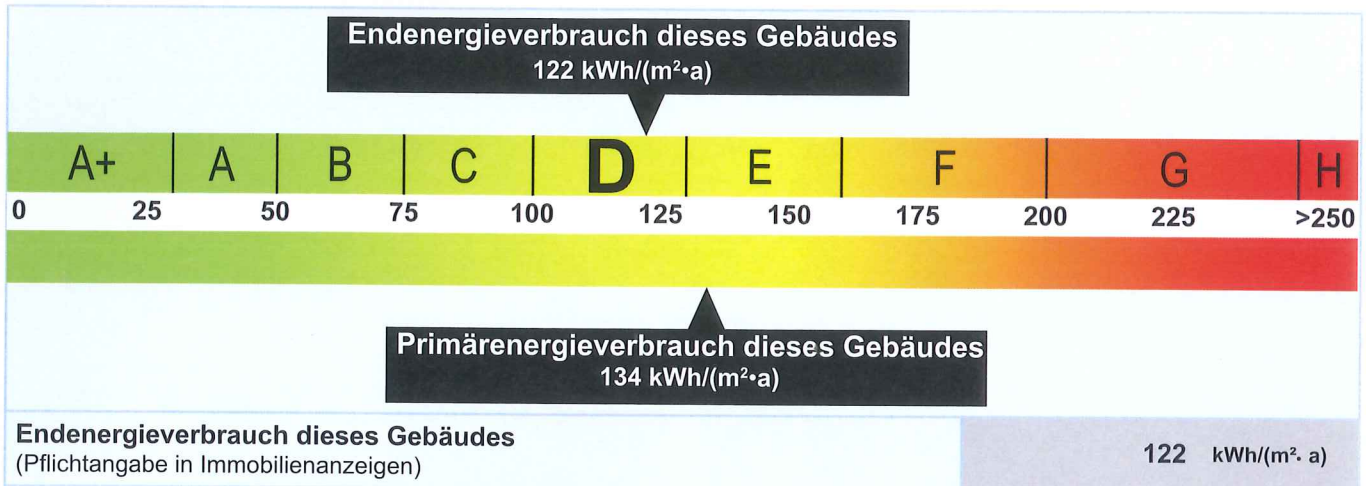 Endenergieverbrauch dieses Gebäudes
122 kWh/(m²•a)
A+ A B C D E F G H
0 25 50 75 100 125 150 175 200 225 >250
Primärenergieverbrauch dieses Gebäudes
134 kWh/(m²•a)
Endenergieverbrauch dieses Gebäudes
(Pflichtangabe in Immobilienanzeigen)
122 kWh/(m²· a)